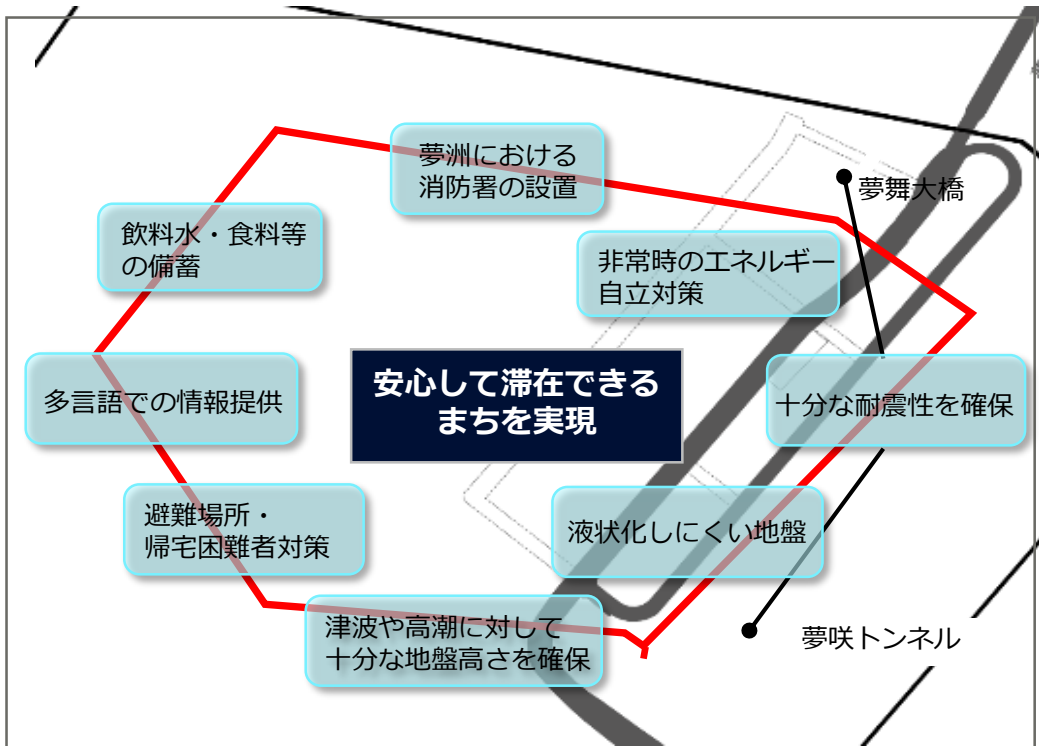 夢洲における
消防署の設置
夢舞大橋
飲料水・食料等
の備蓄
非常時のエネルギー
自立対策
安心して滞在できる
まちを実現
多言語での情報提供
十分な耐震性を確保
避難場所・
帰宅困難者対策
液状化しにくい地盤
津波や高潮に対して
十分な地盤高さを確保
夢咲トンネル